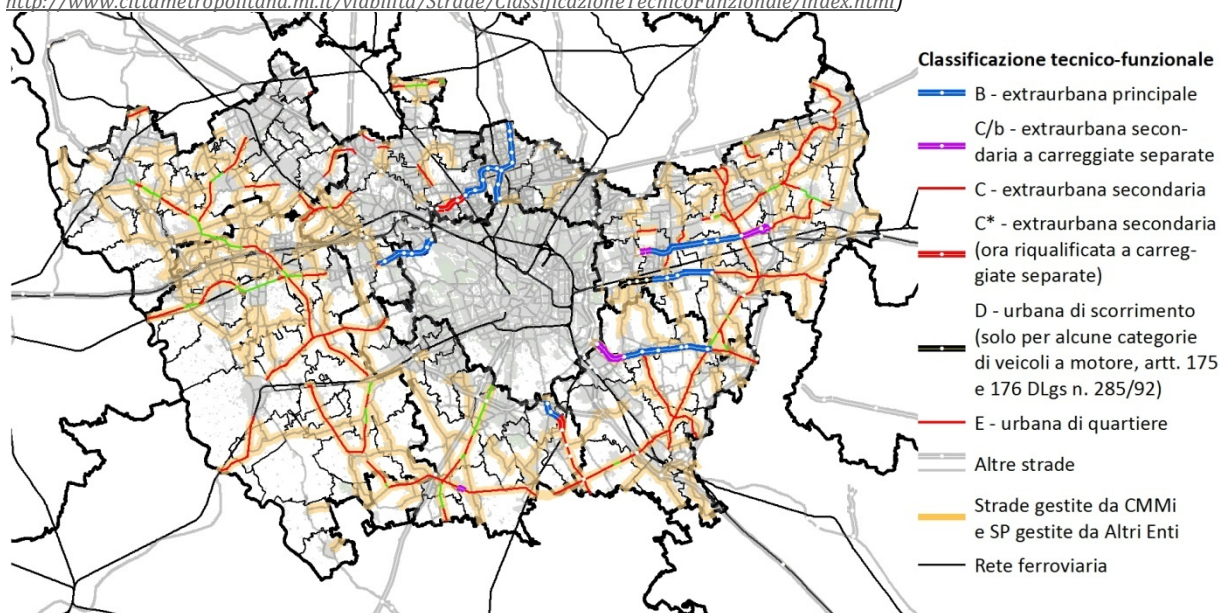 http://www.cittametropolitana.mi.it/viabilita/Strade/ClassificazioneTecnicoFunzionale/index.html)
Classificazione tecnico-funzionale
B - extraurbana principale
C/b - extraurbana secon-
daria a carreggiate separate
C - extraurbana secondaria
C* - extraurbana secondaria
(ora riqualificata a carreg-
giate separate)
D - urbana di scorrimento
(solo per alcune categorie
di veicoli a motore, artt. 175
e 176 DLgs n. 285/92)
E - urbana di quartiere
Altre strade
Strade gestite da CMMi
e SP gestite da Altri Enti
Rete ferroviaria